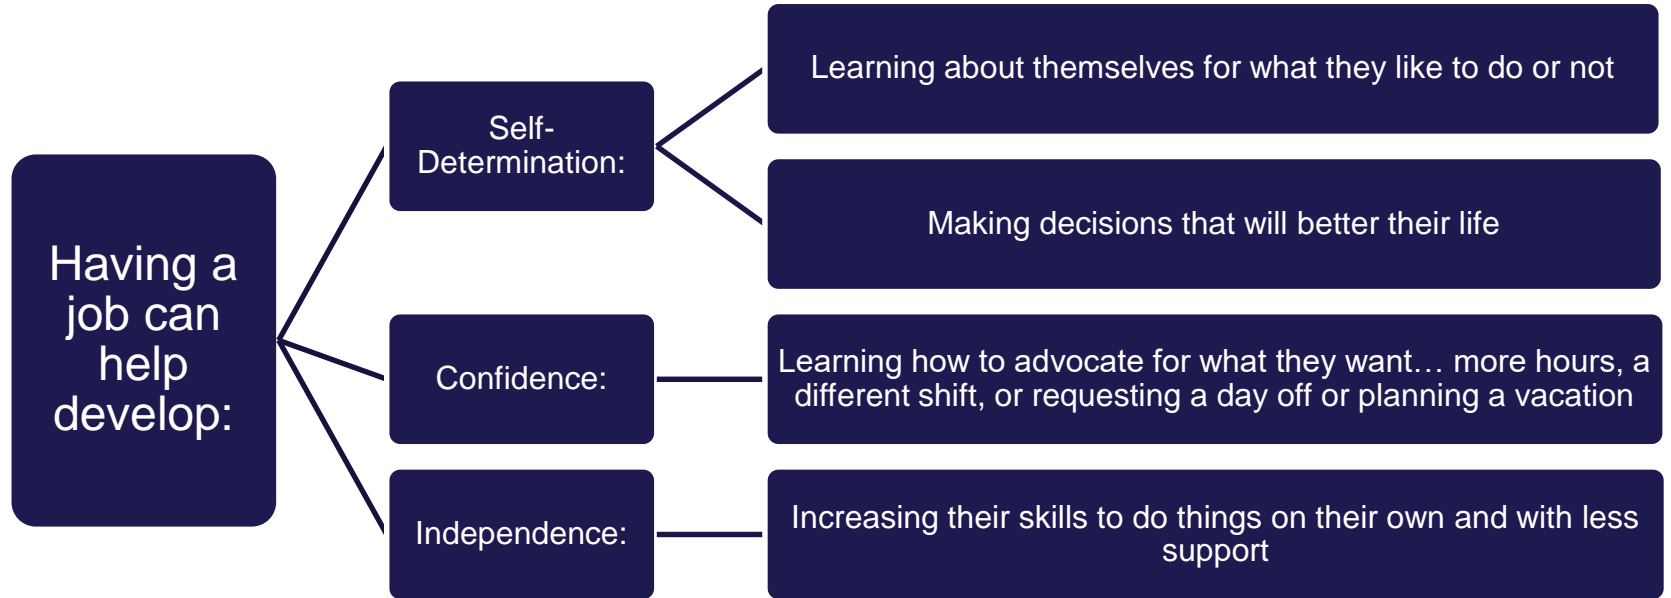 Having a
job can
help
develop:
Self-
Determination:
Learning about themselves for what they like to do or not
Making decisions that will better their life
Confidence:
Learning how to advocate for what they want… more hours, a
different shift, or requesting a day off or planning a vacation
Independence:
Increasing their skills to do things on their own and with less
support